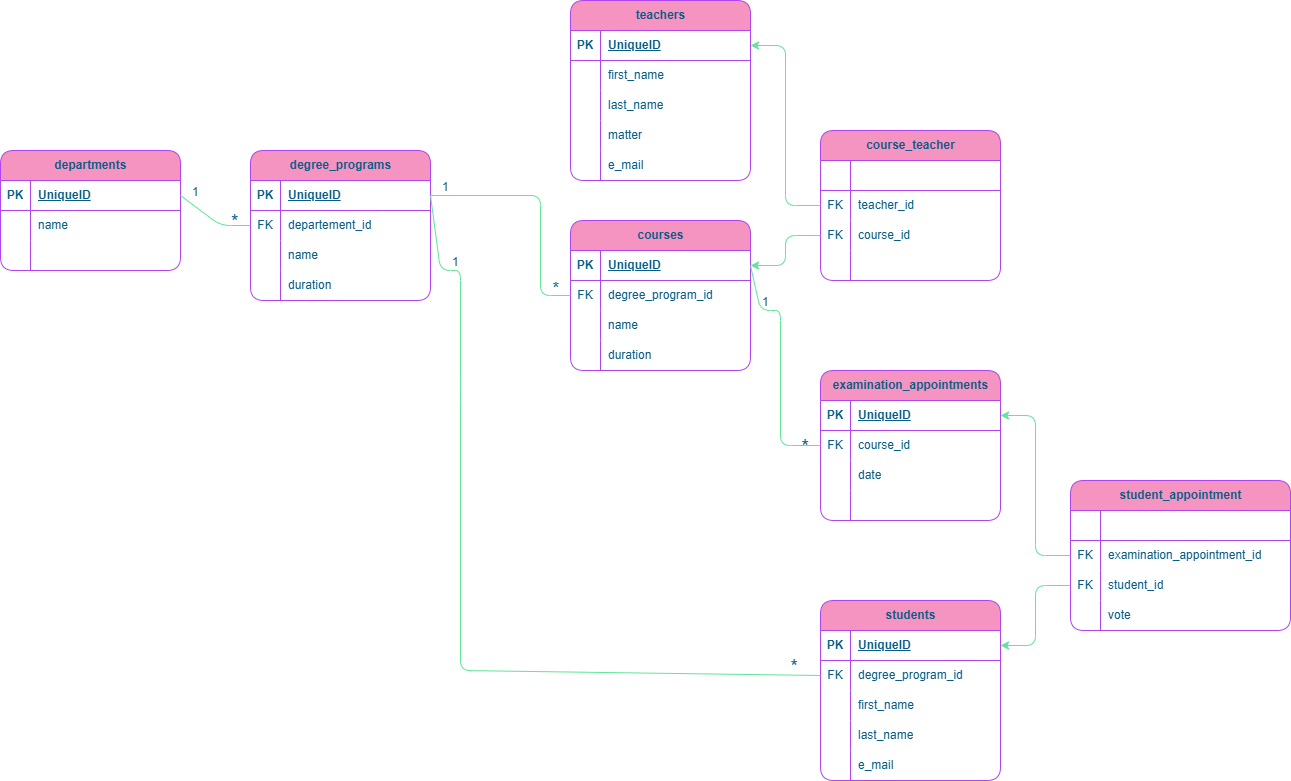 teachers
PK UniqueID
first_name
last_name
matter
e_mail
departments
PK UniqueID
name
1
*
degree_programs
PK UniqueID
FK departement_id
name
duration
1
1
*
courses
PK UniqueID
FK degree_program_id
name
duration
course_teacher
FK teacher_id
FK course_id
1
*
examination_appointments
PK UniqueID
FK course_id
date
student_appointment
FK examination_appointment_id
FK student_id
vote
*
students
PK UniqueID
FK degree_program_id
first_name
last_name
e_mail